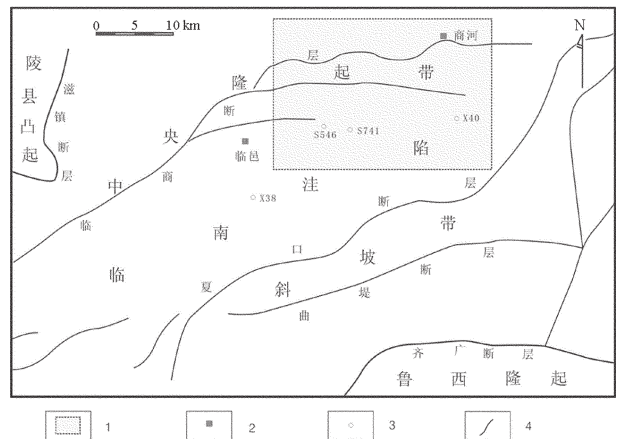 0 5 10 km
N
商河
陵县凸起
滋镇断层
中央隆起带
临商断层
临邑
S546
S741
X40
X38
临南洼陷
夏口断层
斜坡带
曲堤断层
齐广断层
鲁西隆起
1
2
3
4